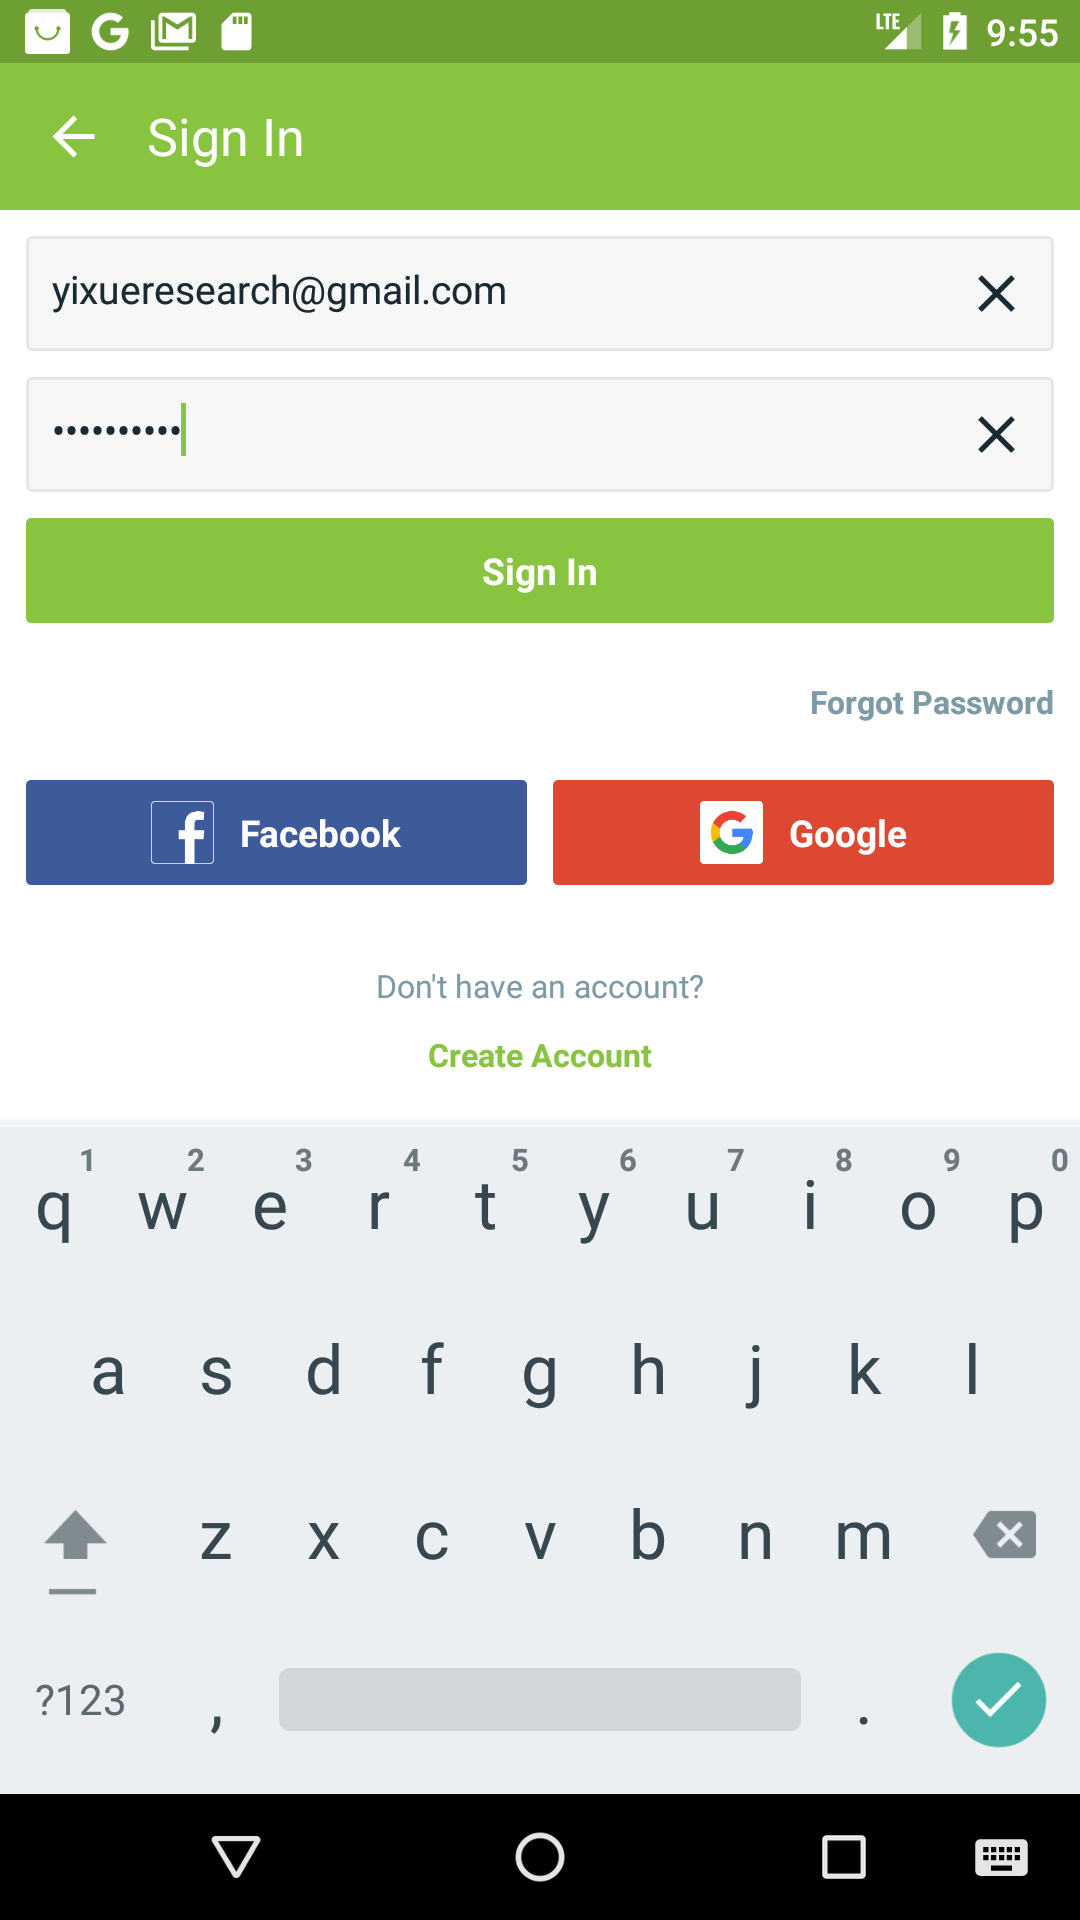 LTE 9:55
Sign In
yixueresearch@gmail.com
••••••••••
Sign In
Forgot Password
Facebook Google
Don't have an account?
Create Account
1 2 3 4 5 6 7 8 9 0
q w e r t y u i o p
a s d f g h j k l
z x c v b n m
?123 , .